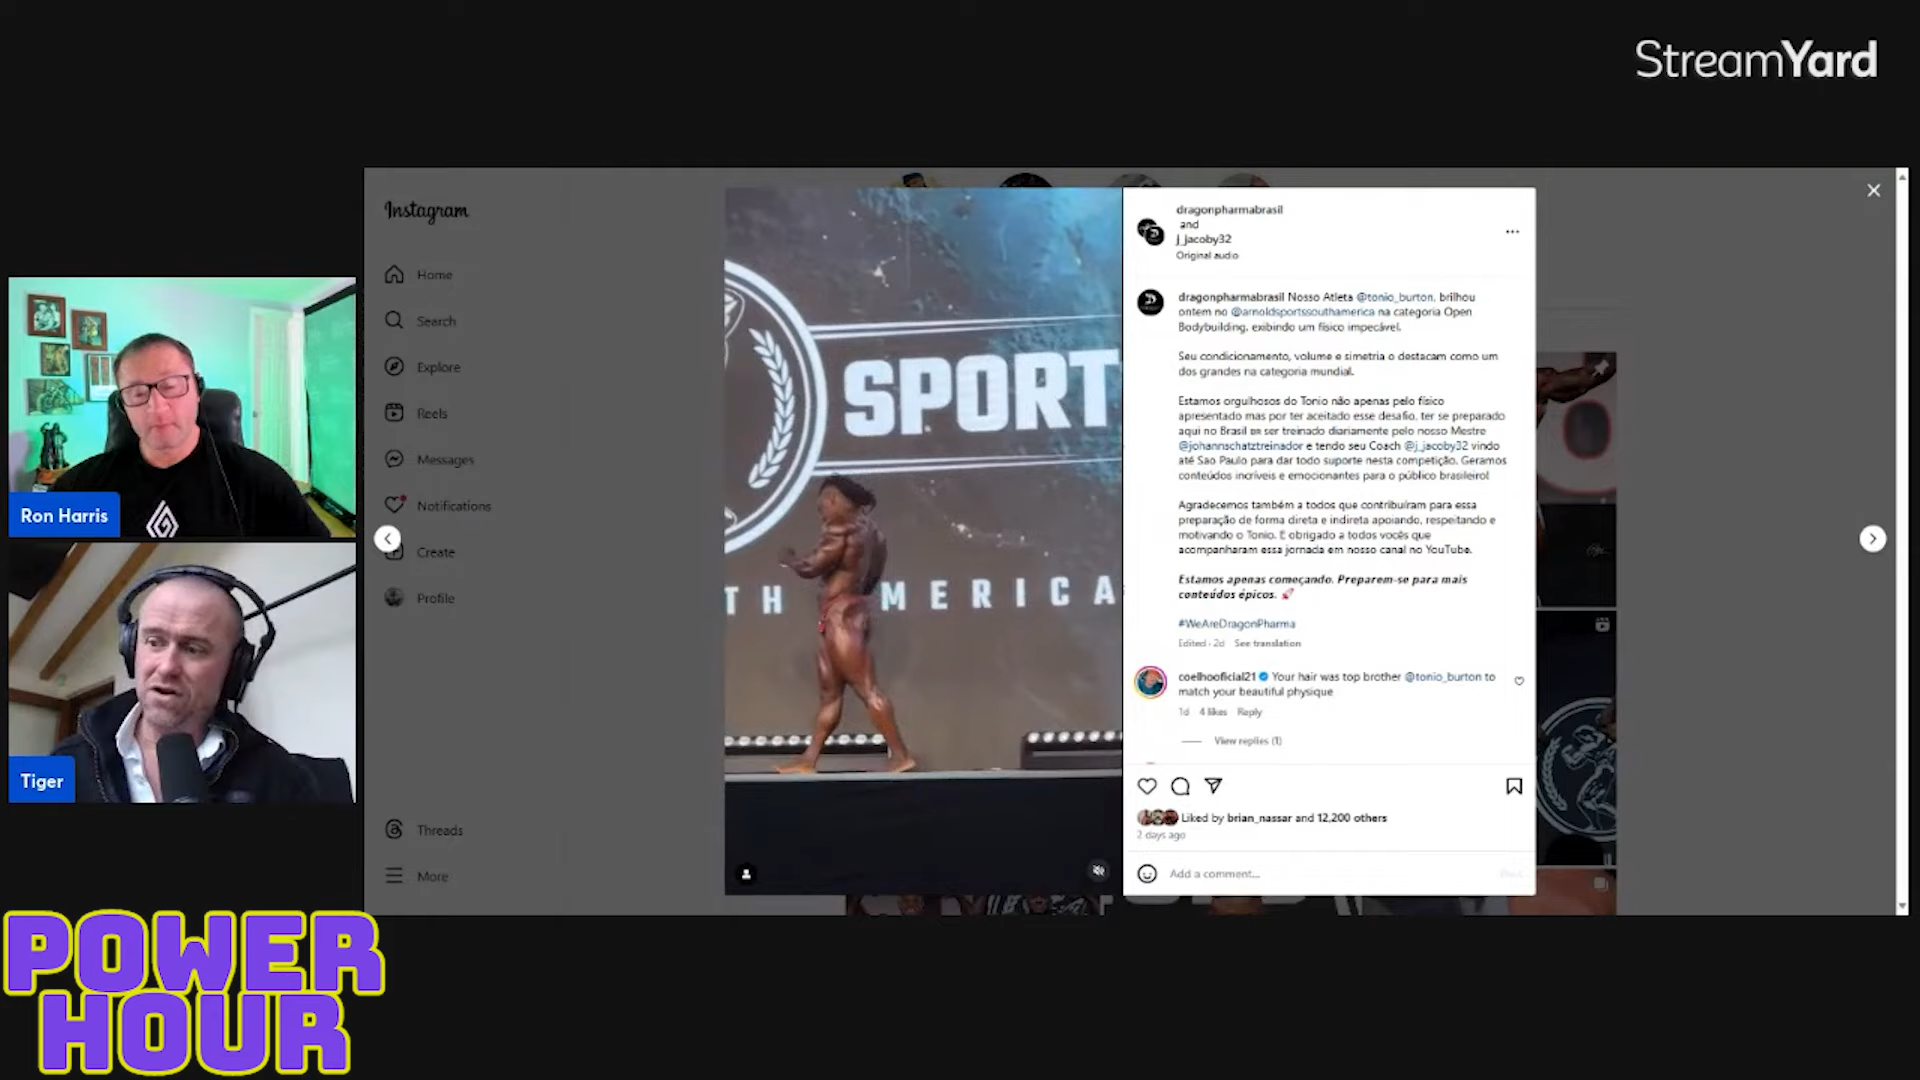 StreamYard
Instagram
Home
Search
Explore
Reels
Messages
Notifications
Create
Profile
Threads
More
Ron Harris
Tiger
POWER
HOUR
SPORT
TH AMERICA
dragonpharmabrasil
and
j_jacoby32
Original audio
dragonpharmabrasil Nosso Atleta @tonio_burton, brilhou
ontem no @arnoldsportssouthamerica na categoria Open
Bodybuilding, exibindo um físico impecável.
Seu condicionamento, volume e simetria o destacam como um
dos grandes na categoria mundial.
Estamos orgulhosos do Tonio não apenas pelo físico
apresentado mas por ter aceitado esse desafio, ter se preparado
aqui no Brasil ser treinado diariamente pelo nosso Mestre
@johannschatztreinador e tendo seu Coach @j_jacoby32 vindo
até Sao Paulo para dar todo suporte nesta competição. Geramos
conteúdos incríveis e emocionantes para o público brasileiro!
Agradecemos também a todos que contribuíram para essa
preparação de forma direta e indireta apoiando, respeitando e
motivando o Tonio. E obrigado a todos vocês que
acompanharam essa jornada em nosso canal no YouTube.
Estamos apenas começando. Preparem-se para mais
conteúdos épicos. 🚀
#WeAreDragonPharma
Edited · 2d See translation
coelhooficial21 Your hair was top brother @tonio_burton to
match your beautiful physique
1d 4 likes Reply
View replies (1)
Liked by brian_nassar and 12,200 others
2 days ago
Add a comment...